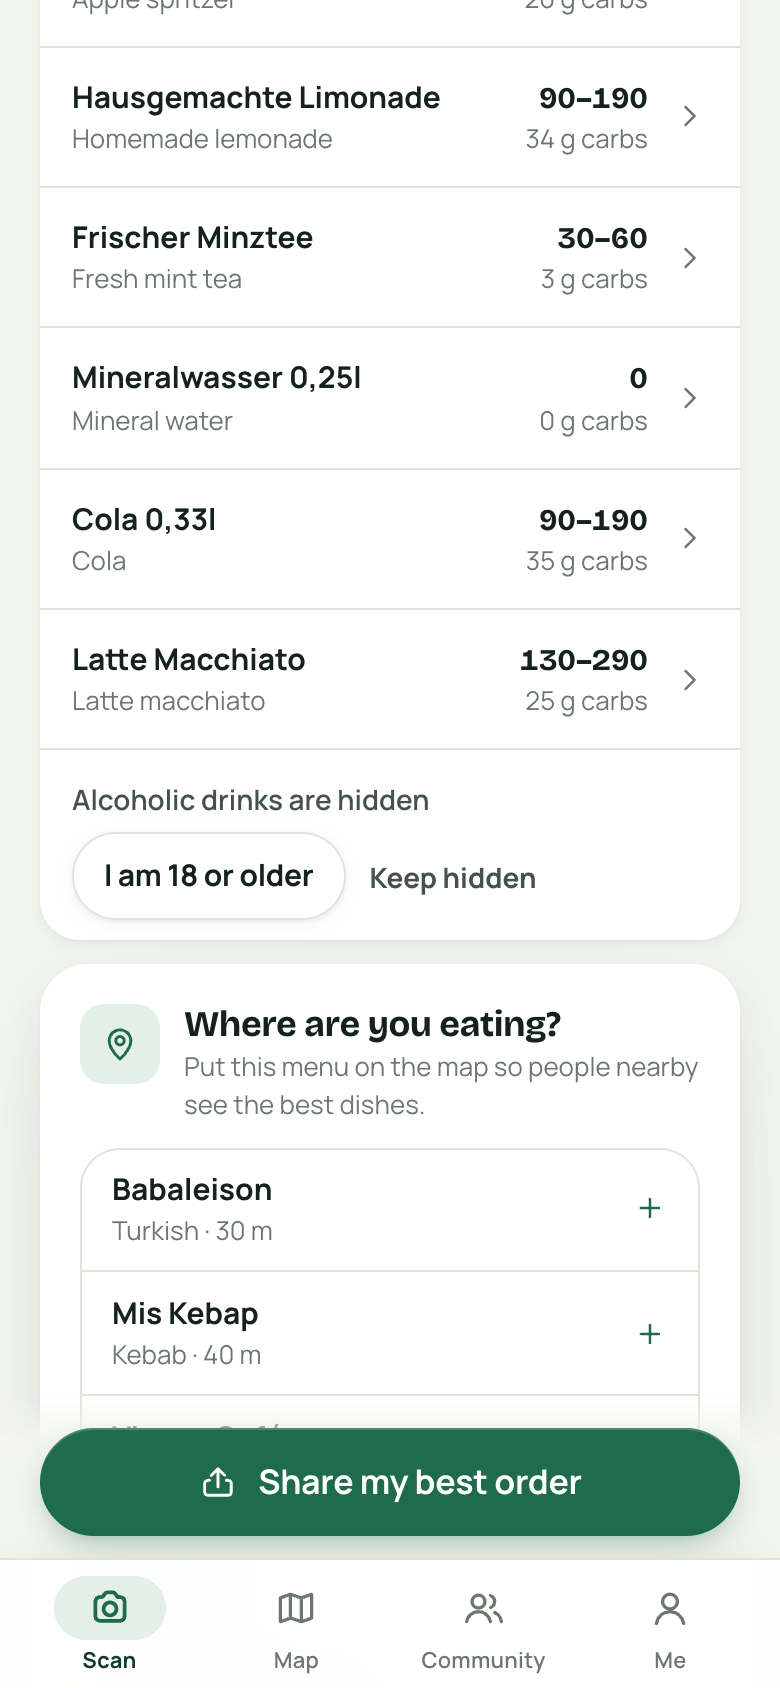 Apple spritzer
26 g carbs
Hausgemachte Limonade
90–190
Homemade lemonade
34 g carbs
Frischer Minztee
30–60
Fresh mint tea
3 g carbs
Mineralwasser 0,25l
0
Mineral water
0 g carbs
Cola 0,33l
90–190
Cola
35 g carbs
Latte Macchiato
130–290
Latte macchiato
25 g carbs
Alcoholic drinks are hidden
I am 18 or older
Keep hidden
Where are you eating?
Put this menu on the map so people nearby
see the best dishes.
Babaleison
Turkish · 30 m
Mis Kebap
Kebab · 40 m
Share my best order
Scan
Map
Community
Me